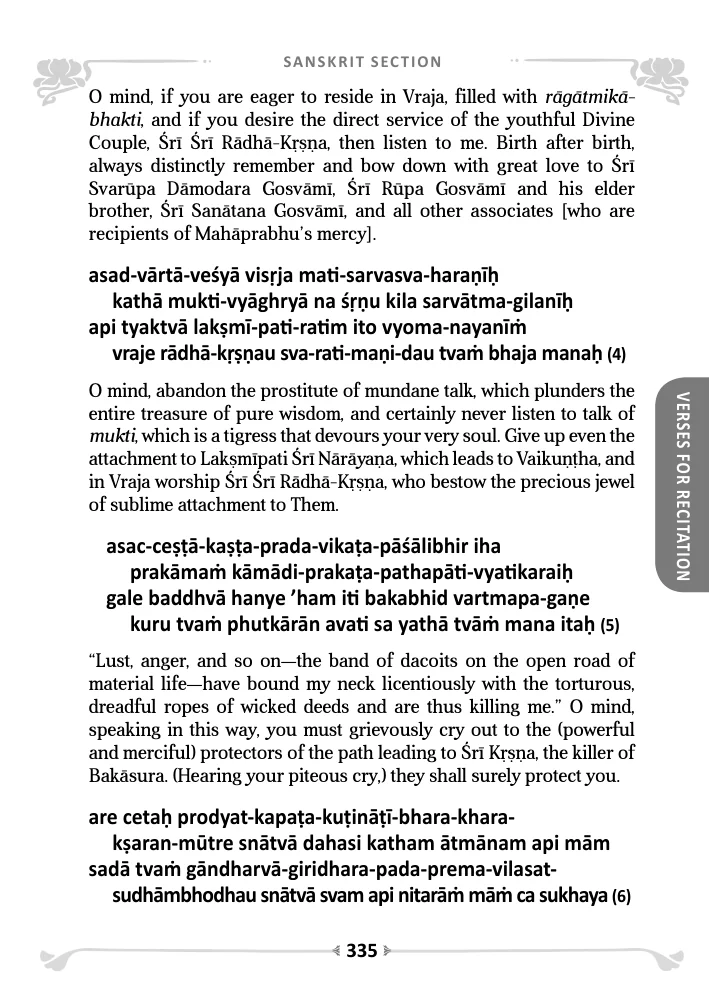 SANSKRIT SECTION
O mind, if you are eager to reside in Vraja, filled with rāgātmikā-
bhakti, and if you desire the direct service of the youthful Divine
Couple, Śrī Śrī Rādhā-Kṛṣṇa, then listen to me. Birth after birth,
always distinctly remember and bow down with great love to Śrī
Svarūpa Dāmodara Gosvāmī, Śrī Rūpa Gosvāmī and his elder
brother, Śrī Sanātana Gosvāmī, and all other associates [who are
recipients of Mahāprabhu’s mercy].
asad-vārtā-veśyā visṛja mati-sarvasva-haraṇīḥ
kathā mukti-vyāghryā na śṛṇu kila sarvātma-gilanīḥ
api tyaktvā lakṣmī-pati-ratim ito vyoma-nayanīṁ
vraje rādhā-kṛṣṇau sva-rati-maṇi-dau tvaṁ bhaja manaḥ (4)
O mind, abandon the prostitute of mundane talk, which plunders the
entire treasure of pure wisdom, and certainly never listen to talk of
mukti, which is a tigress that devours your very soul. Give up even the
attachment to Lakṣmīpati Śrī Nārāyaṇa, which leads to Vaikuṇṭha, and
in Vraja worship Śrī Śrī Rādhā-Kṛṣṇa, who bestow the precious jewel
of sublime attachment to Them.
asac-ceṣṭā-kaṣṭa-prada-vikaṭa-pāśālibhir iha
prakāmaṁ kāmādi-prakaṭa-pathapāti-vyatikaraiḥ
gale baddhvā hanye ’ham iti bakabhid vartmapa-gaṇe
kuru tvaṁ phutkārān avati sa yathā tvāṁ mana itaḥ (5)
“Lust, anger, and so on—the band of dacoits on the open road of
material life—have bound my neck licentiously with the torturous,
dreadful ropes of wicked deeds and are thus killing me.” O mind,
speaking in this way, you must grievously cry out to the (powerful
and merciful) protectors of the path leading to Śrī Kṛṣṇa, the killer of
Bakāsura. (Hearing your piteous cry,) they shall surely protect you.
are cetaḥ prodyat-kapaṭa-kuṭināṭī-bhara-khara-
kṣaran-mūtre snātvā dahasi katham ātmānam api mām
sadā tvaṁ gāndharvā-giridhara-pada-prema-vilasat-
sudhāmbhodhau snātvā svam api nitarāṁ māṁ ca sukhaya (6)
VERSES FOR RECITATION
335